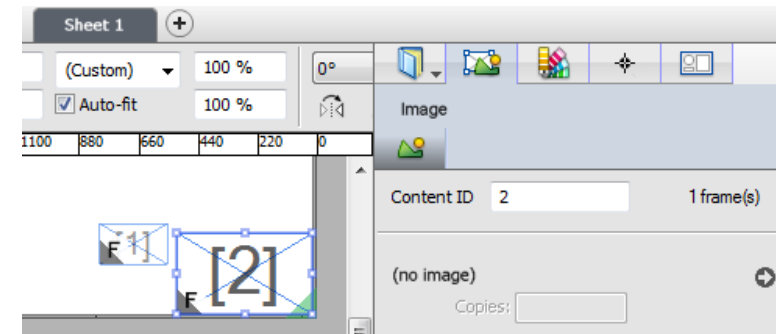 Sheet 1
(Custom) 100 % 0°
Auto-fit 100 %
Image
1100 880 660 440 220 0
Content ID 2 1 frame(s)
[1]
F
[2]
F
(no image)
Copies: